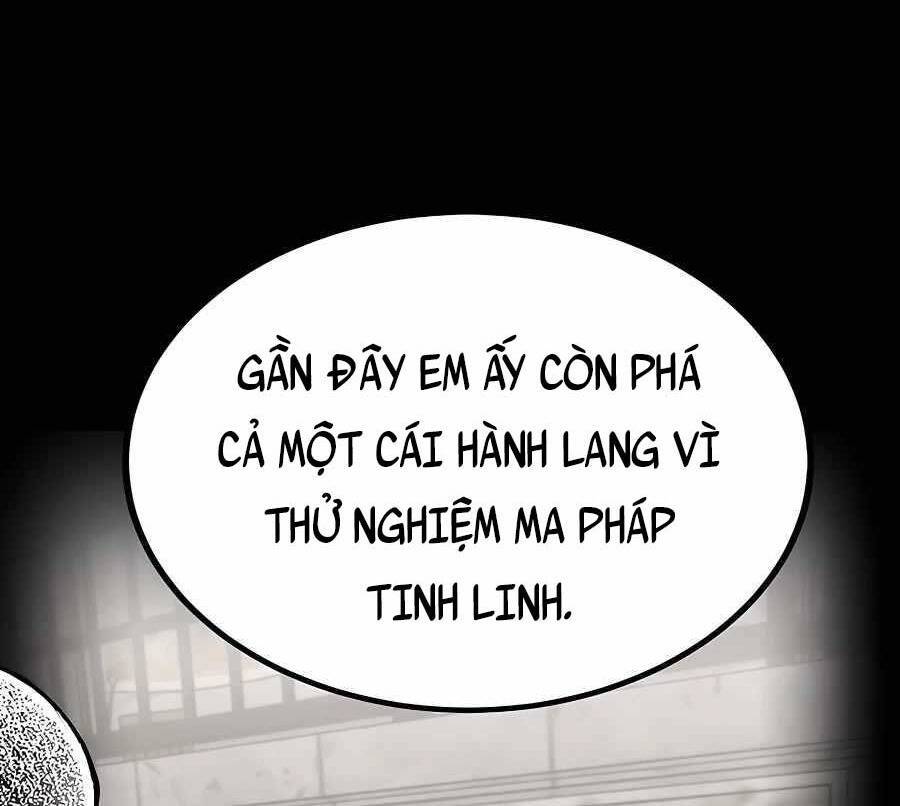 GẦN ĐÂY EM ẤY CÒN PHÁ
CẢ MỘT CÁI HÀNH LANG VÌ
THỬ NGHIỆM MA PHÁP
TINH LINH.